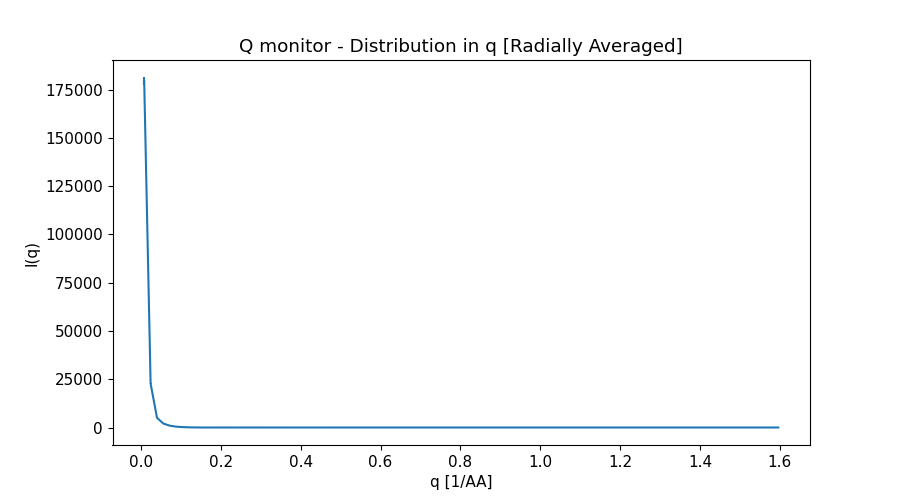 Q monitor - Distribution in q [Radially Averaged]
175000
150000
125000
100000
75000
50000
25000
0
I(q)
0.0 0.2 0.4 0.6 0.8 1.0 1.2 1.4 1.6
q [1/AA]